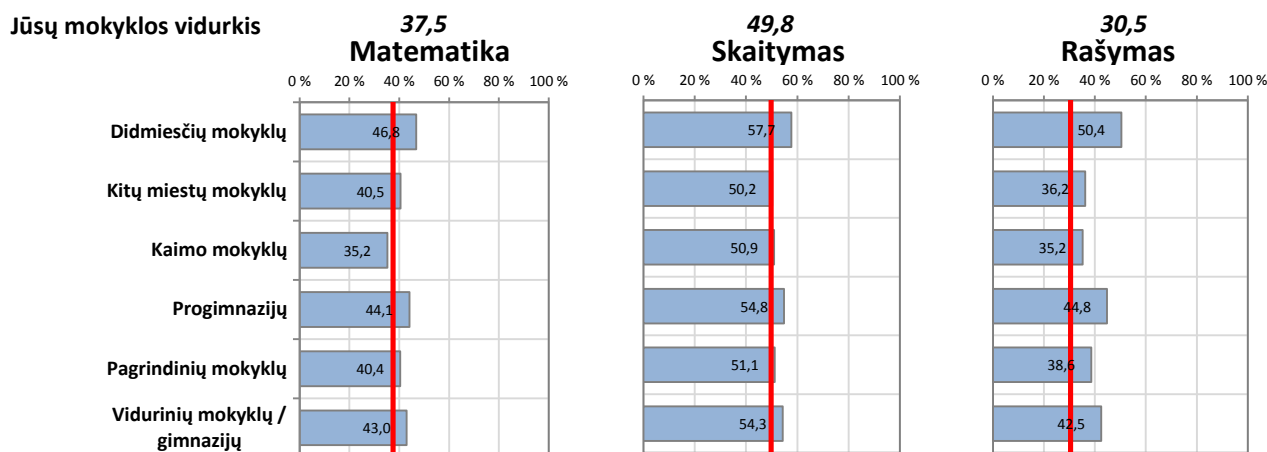 Jūsų mokyklos vidurkis 37,5 49,8 30,5
Matematika Skaitymas Rašymas
0 % 20 % 40 % 60 % 80 % 100 % 0 % 20 % 40 % 60 % 80 % 100 % 0 % 20 % 40 % 60 % 80 % 100 %
Didmiesčių mokyklų 46,8 57,7 50,4
Kitų miestų mokyklų 40,5 50,2 36,2
Kaimo mokyklų 35,2 50,9 35,2
Progimnazijų 44,1 54,8 44,8
Pagrindinių mokyklų 40,4 51,1 38,6
Vidurinių mokyklų /
gimnazijų 43,0 54,3 42,5